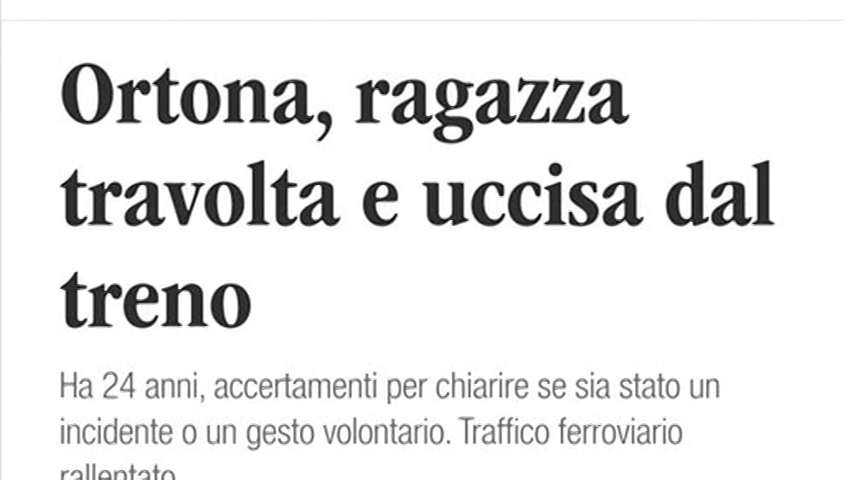 Ortona, ragazza
travolta e uccisa dal
treno
Ha 24 anni, accertamenti per chiarire se sia stato un
incidente o un gesto volontario. Traffico ferroviario
rallentato